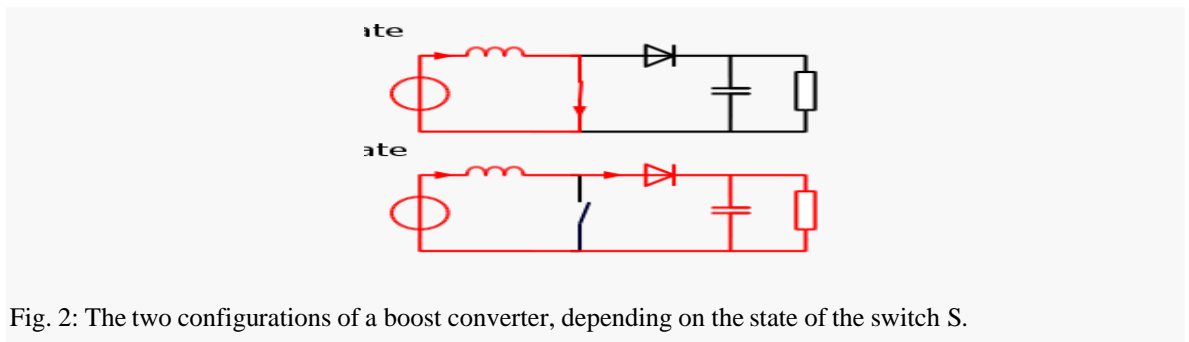 ate
ate
Fig. 2: The two configurations of a boost converter, depending on the state of the switch S.